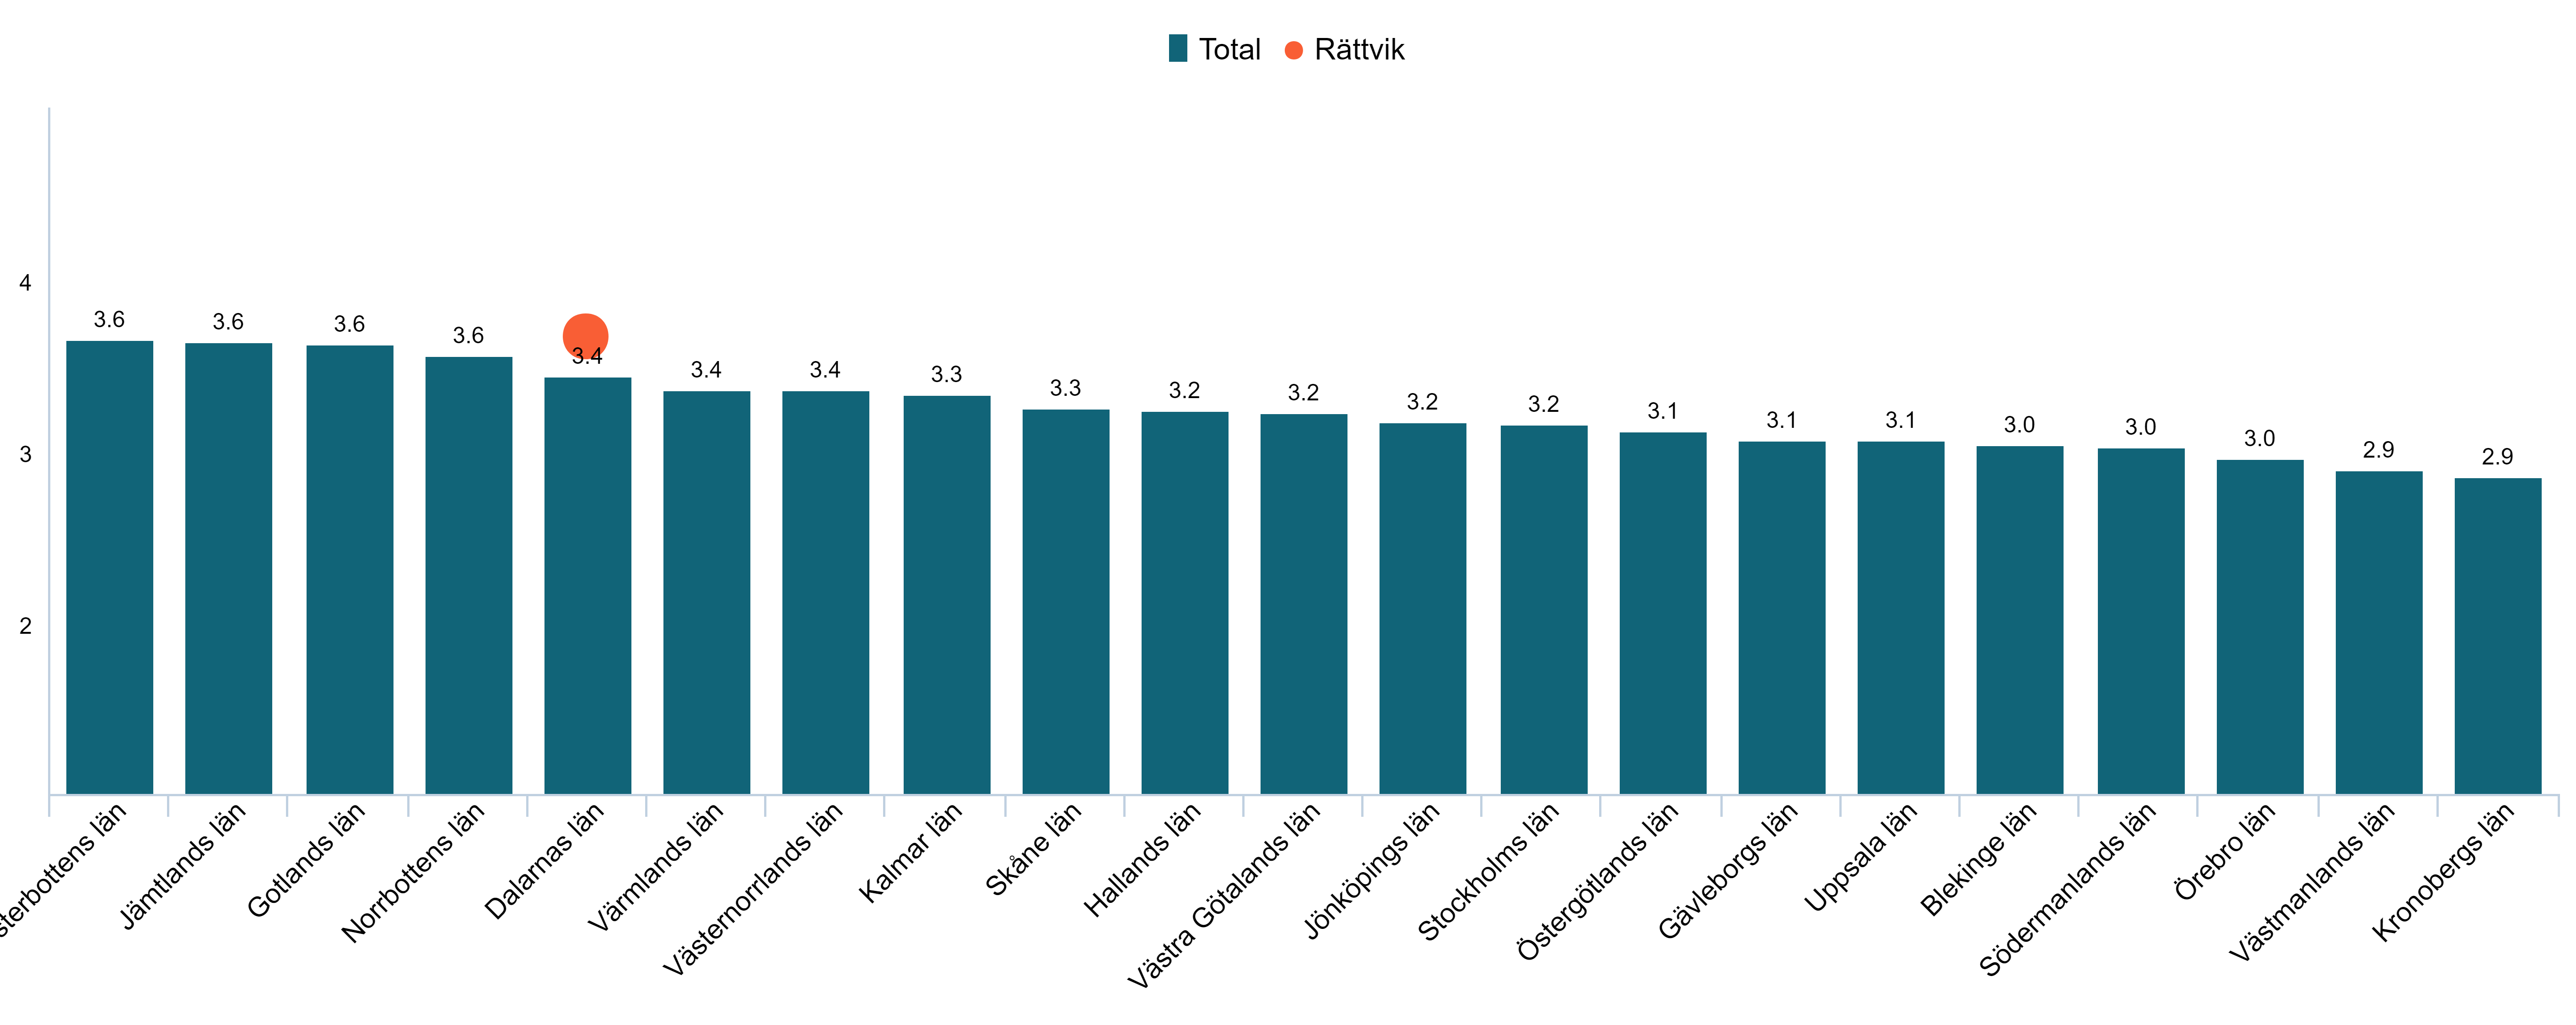 Total Rättvik
4
3
2
3.6 3.6 3.6 3.6 3.4 3.4 3.4 3.3 3.3 3.2 3.2 3.2 3.2 3.1 3.1 3.1 3.0 3.0 3.0 2.9 2.9
sterbottens län
Jämtlands län
Gotlands län
Norrbottens län
Dalarnas län
Värmlands län
Västernorrlands län
Kalmar län
Skåne län
Hallands län
Västra Götalands län
Jönköpings län
Stockholms län
Östergötlands län
Gävleborgs län
Uppsala län
Blekinge län
Södermanlands län
Örebro län
Västmanlands län
Kronobergs län